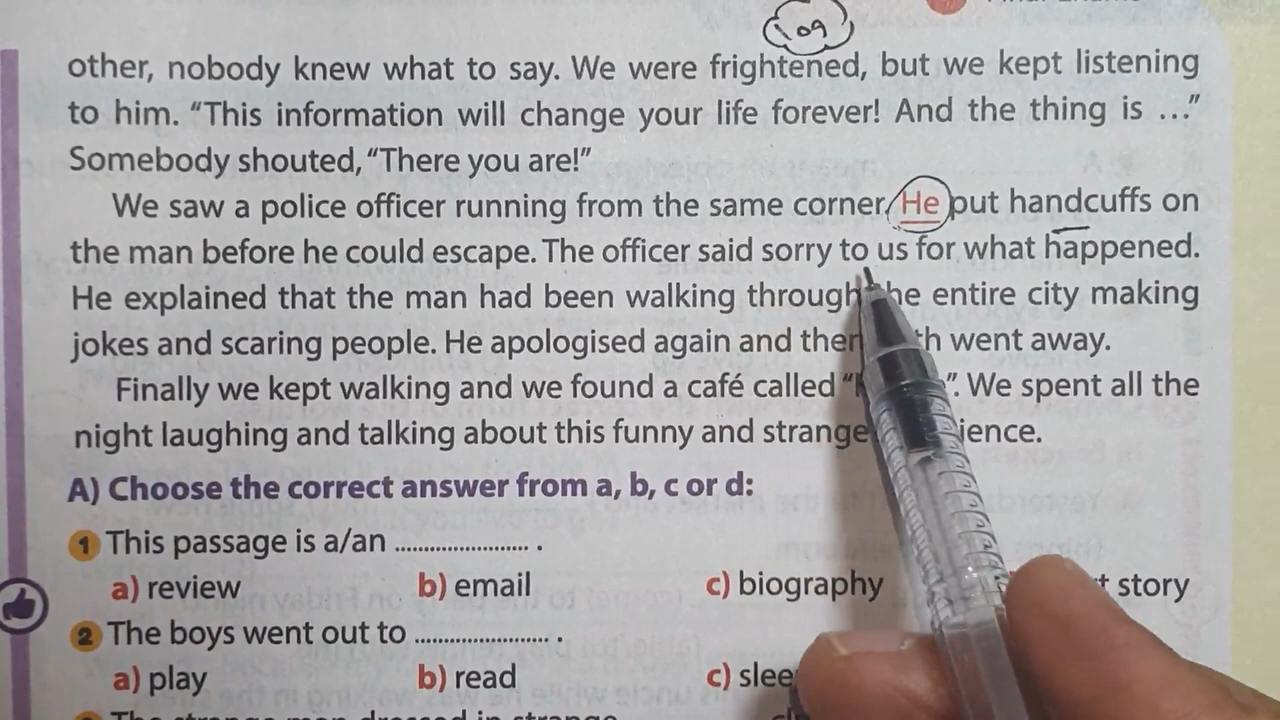 109
other, nobody knew what to say. We were frightened, but we kept listening
to him. “This information will change your life forever! And the thing is …”
Somebody shouted, “There you are!”
We saw a police officer running from the same corner. He put handcuffs on
the man before he could escape. The officer said sorry to us for what happened.
He explained that the man had been walking through entire city making
jokes and scaring people. He apologised again and then went away.
Finally we kept walking and we found a café called “ ”. We spent all the
night laughing and talking about this funny and strange
A) Choose the correct answer from a, b, c or d:
1 This passage is a/an ...................... .
a) review b) email c) biography story
2 The boys went out to ...................... .
a) play b) read c)